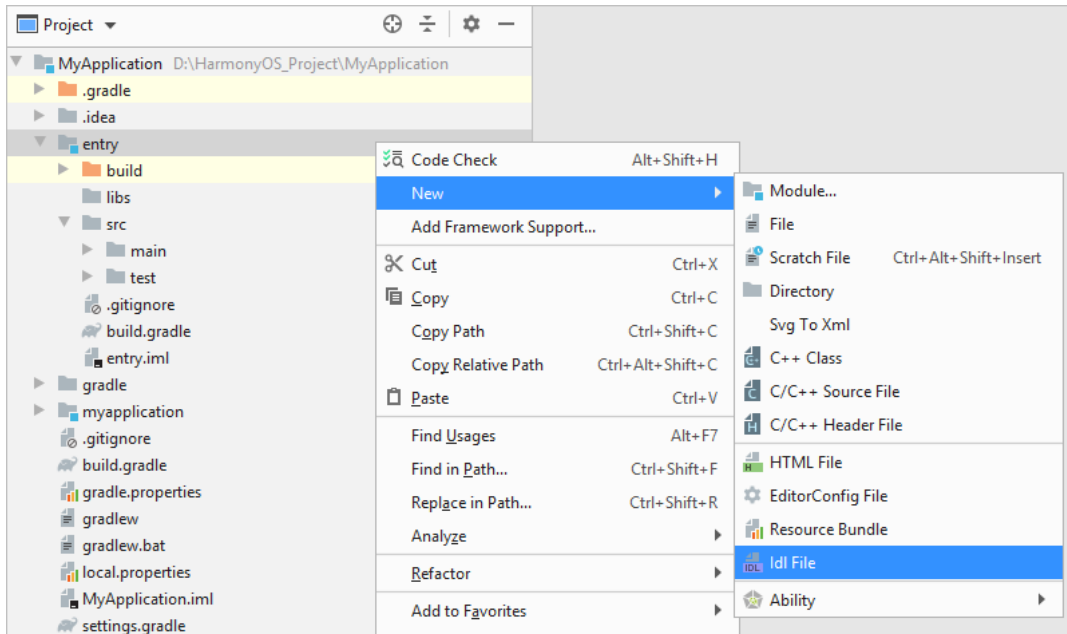 Project
MyApplication D:\HarmonyOS_Project\MyApplication
.gradle
.idea
entry
build
libs
src
main
test
.gitignore
build.gradle
entry.iml
gradle
myapplication
.gitignore
build.gradle
gradle.properties
gradlew
gradlew.bat
local.properties
MyApplication.iml
settings.gradle
Code Check Alt+Shift+H
New
Add Framework Support...
Cut Ctrl+X
Copy Ctrl+C
Copy Path Ctrl+Shift+C
Copy Relative Path Ctrl+Alt+Shift+C
Paste Ctrl+V
Find Usages Alt+F7
Find in Path... Ctrl+Shift+F
Replace in Path... Ctrl+Shift+R
Analyze
Refactor
Add to Favorites
Module...
File
Scratch File Ctrl+Alt+Shift+Insert
Directory
Svg To Xml
C++ Class
C/C++ Source File
C/C++ Header File
HTML File
EditorConfig File
Resource Bundle
Idl File
Ability